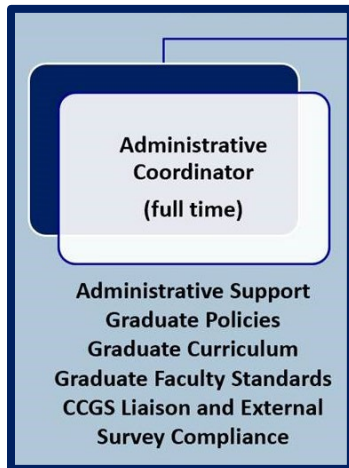 Administrative
Coordinator
(full time)
Administrative Support
Graduate Policies
Graduate Curriculum
Graduate Faculty Standards
CCGS Liaison and External
Survey Compliance